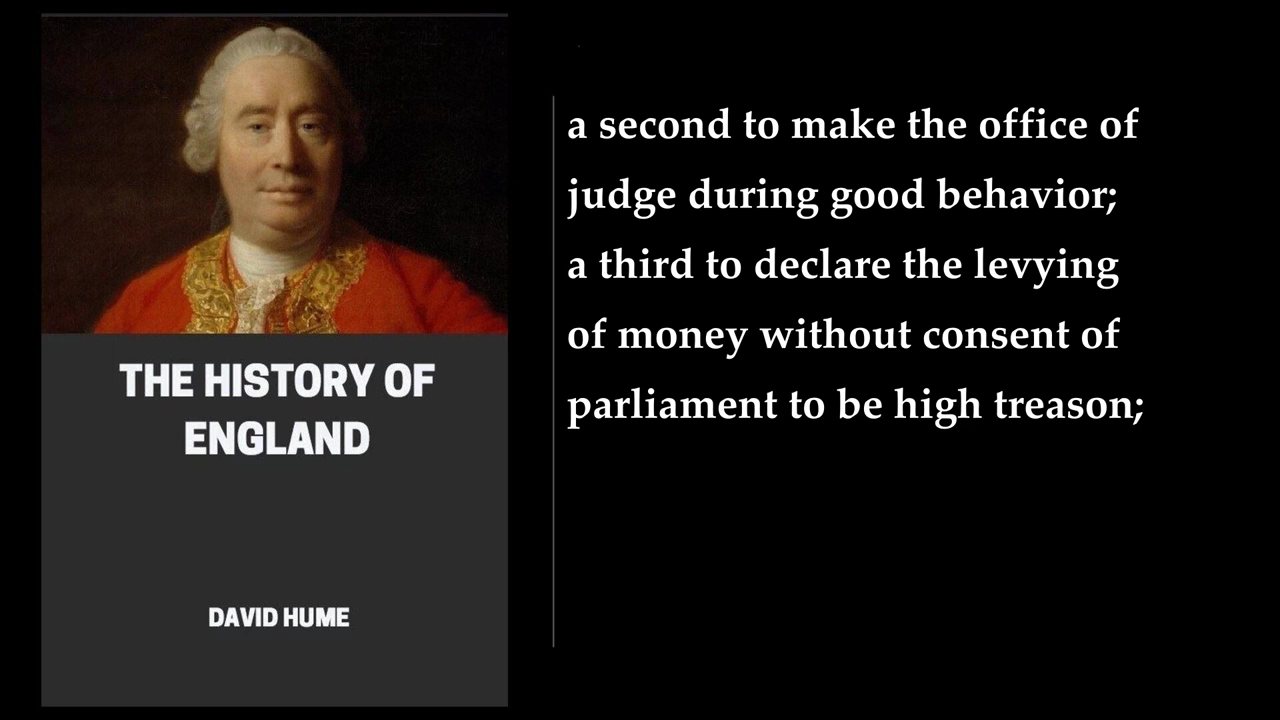 THE HISTORY OF
ENGLAND
DAVID HUME
a second to make the office of
judge during good behavior;
a third to declare the levying
of money without consent of
parliament to be high treason;